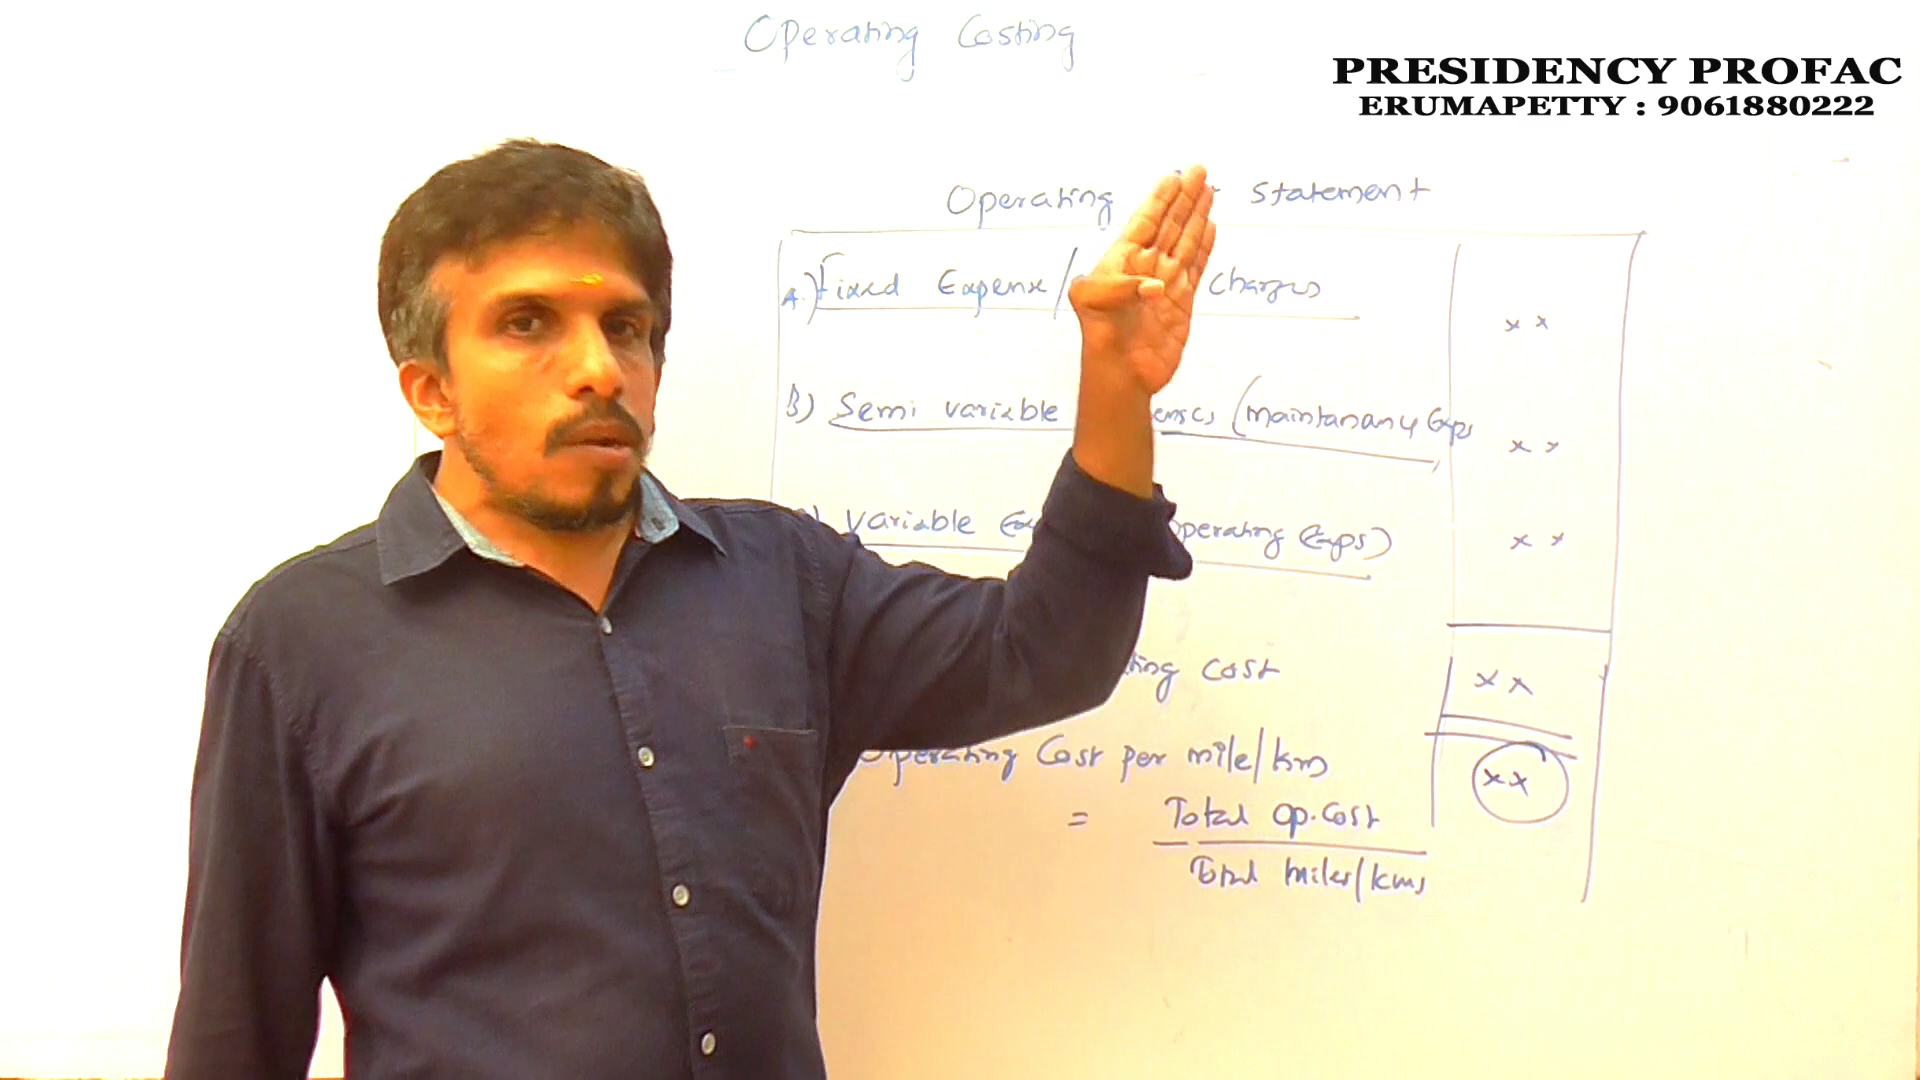 Operating Costing
PRESIDENCY PROFAC
ERUMAPETTY : 9061880222
Operating Statement
A.) Fixed Expense/ Charges
x x
B) Semi variable (maintanance Exps
x x
Variable Operating Exps)
x x
Cost
x x
Operating Cost per mile/km
x x
= Total Op.Cost
Total miles/kms